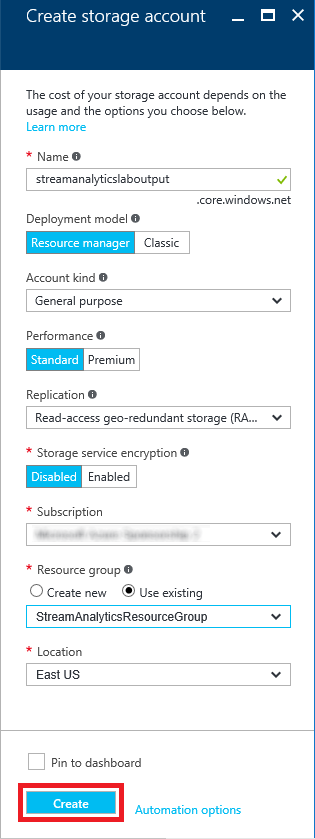 Create storage account
The cost of your storage account depends on the
usage and the options you choose below.
Learn more
* Name
streamanalyticslaboutput
.core.windows.net
Deployment model
Resource manager Classic
Account kind
General purpose
Performance
Standard Premium
Replication
Read-access geo-redundant storage (RA...
* Storage service encryption
Disabled Enabled
* Subscription
* Resource group
Create new Use existing
StreamAnalyticsResourceGroup
* Location
East US
Pin to dashboard
Create Automation options